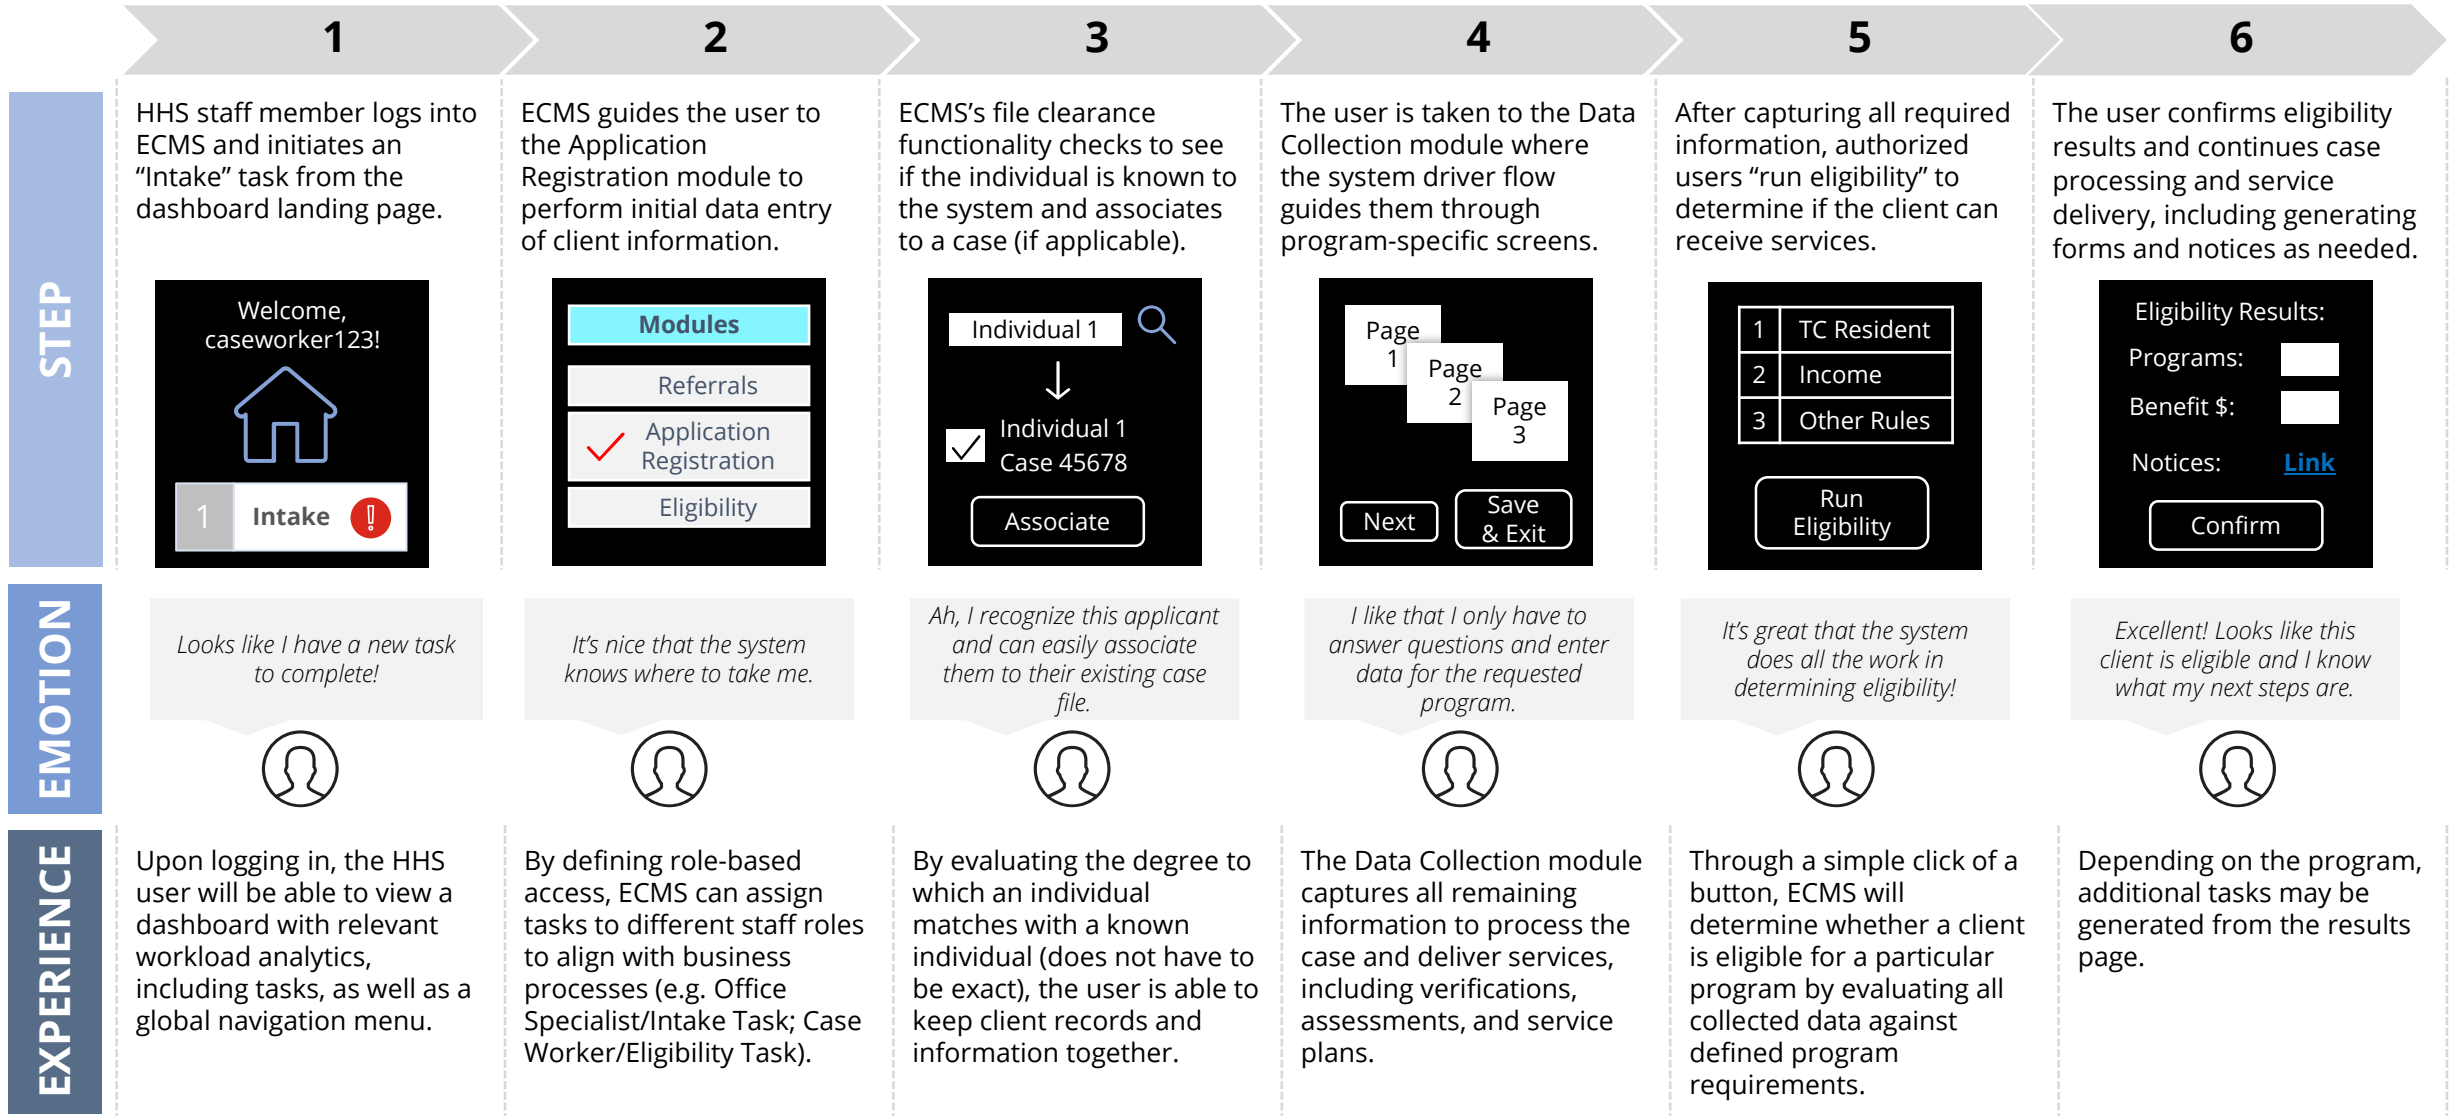 1
2
3
4
5
6
STEP
HHS staff member logs into
ECMS and initiates an
“Intake” task from the
dashboard landing page.
Welcome,
caseworker123!
1
Intake
!
ECMS guides the user to
the Application
Registration module to
perform initial data entry
of client information.
Modules
Referrals
Application
Registration
Eligibility
ECMS’s file clearance
functionality checks to see
if the individual is known to
the system and associates
to a case (if applicable).
Individual 1
Individual 1
Case 45678
Associate
The user is taken to the Data
Collection module where
the system driver flow
guides them through
program-specific screens.
Page
1
Page
2
Page
3
Next
Save
& Exit
After capturing all required
information, authorized
users “run eligibility” to
determine if the client can
receive services.
1 TC Resident
2 Income
3 Other Rules
Run
Eligibility
The user confirms eligibility
results and continues case
processing and service
delivery, including generating
forms and notices as needed.
Eligibility Results:
Programs:
Benefit $:
Notices: Link
Confirm
EMOTION
Looks like I have a new task
to complete!
It’s nice that the system
knows where to take me.
Ah, I recognize this applicant
and can easily associate
them to their existing case
file.
I like that I only have to
answer questions and enter
data for the requested
program.
It’s great that the system
does all the work in
determining eligibility!
Excellent! Looks like this
client is eligible and I know
what my next steps are.
EXPERIENCE
Upon logging in, the HHS
user will be able to view a
dashboard with relevant
workload analytics,
including tasks, as well as a
global navigation menu.
By defining role-based
access, ECMS can assign
tasks to different staff roles
to align with business
processes (e.g. Office
Specialist/Intake Task; Case
Worker/Eligibility Task).
By evaluating the degree to
which an individual
matches with a known
individual (does not have to
be exact), the user is able to
keep client records and
information together.
The Data Collection module
captures all remaining
information to process the
case and deliver services,
including verifications,
assessments, and service
plans.
Through a simple click of a
button, ECMS will
determine whether a client
is eligible for a particular
program by evaluating all
collected data against
defined program
requirements.
Depending on the program,
additional tasks may be
generated from the results
page.